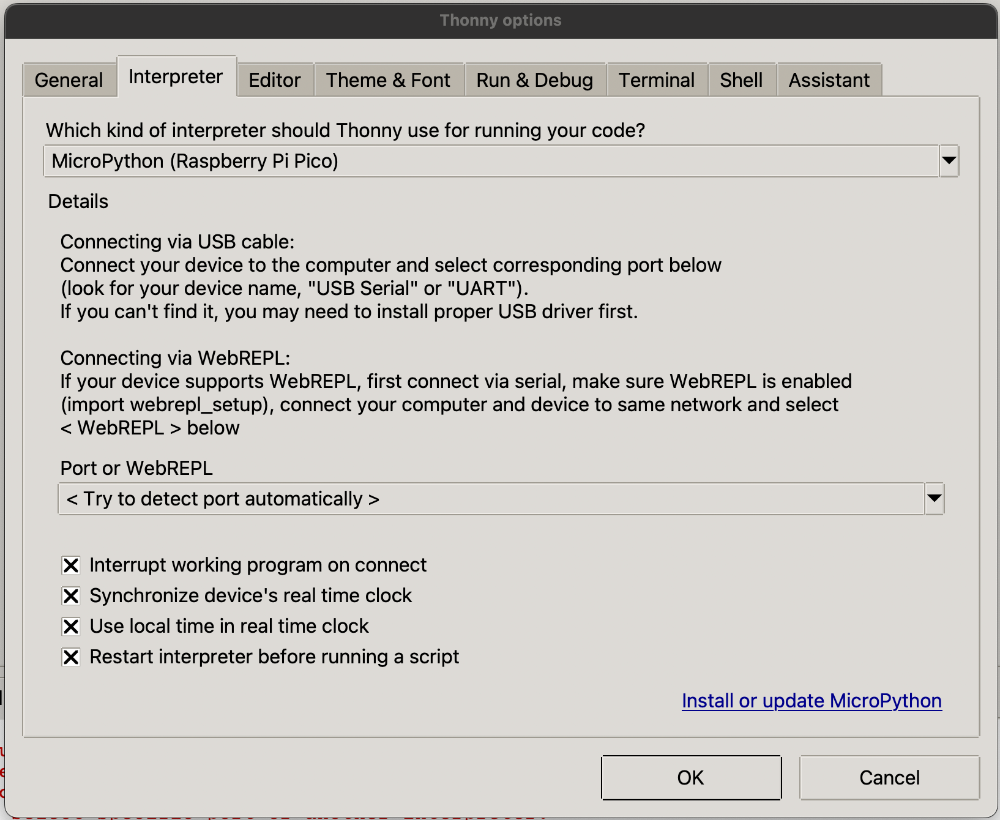 Thonny options
General Interpreter Editor Theme & Font Run & Debug Terminal Shell Assistant
Which kind of interpreter should Thonny use for running your code?
MicroPython (Raspberry Pi Pico)
Details
Connecting via USB cable:
Connect your device to the computer and select corresponding port below
(look for your device name, "USB Serial" or "UART").
If you can't find it, you may need to install proper USB driver first.
Connecting via WebREPL:
If your device supports WebREPL, first connect via serial, make sure WebREPL is enabled
(import webrepl_setup), connect your computer and device to same network and select
< WebREPL > below
Port or WebREPL
< Try to detect port automatically >
Interrupt working program on connect
Synchronize device's real time clock
Use local time in real time clock
Restart interpreter before running a script
Install or update MicroPython
OK Cancel